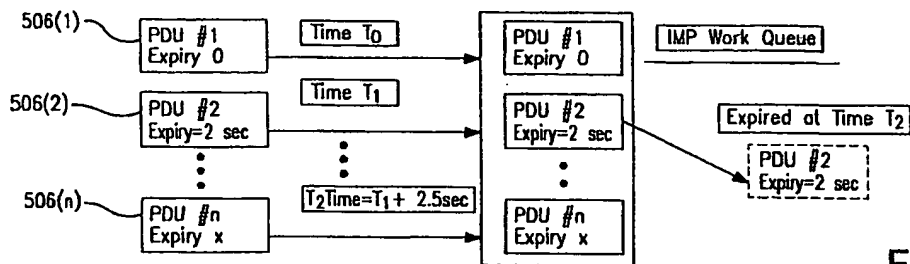 506(1)
PDU #1
Expiry 0
Time T0
PDU #1
Expiry 0
IMP Work Queue
506(2)
PDU #2
Expiry=2 sec
Time T1
PDU #2
Expiry=2 sec
Expired at Time T2
PDU #2
Expiry=2 sec
506(n)
PDU #n
Expiry x
T2Time=T1+ 2.5sec
PDU #n
Expiry x